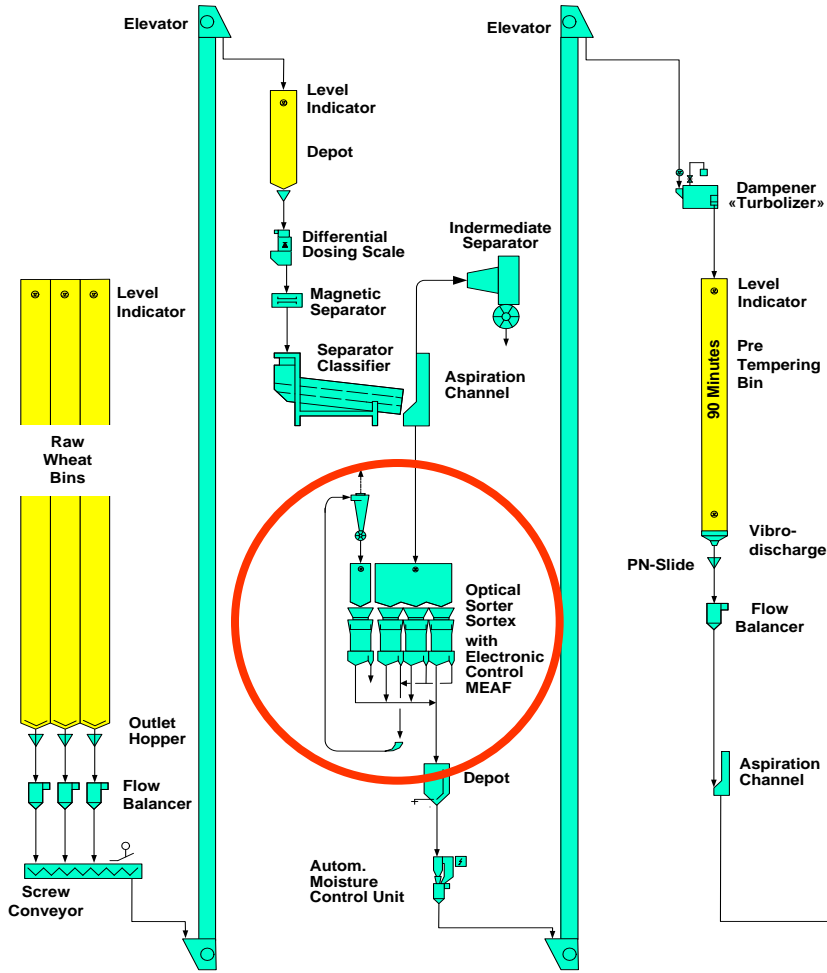 Elevator
Level
Indicator
Depot
Differential
Dosing Scale
Magnetic
Separator
Separator
Classifier
Indermediate
Separator
Aspiration
Channel
Level
Indicator
Raw
Wheat
Bins
Outlet
Hopper
Flow
Balancer
Screw
Conveyor
Optical
Sorter
Sortex
with
Electronic
Control
MEAF
Depot
Autom.
Moisture
Control Unit
Elevator
Dampener
«Turbolizer»
Level
Indicator
90 Minutes
Pre
Tempering
Bin
Vibro-
discharge
PN-Slide
Flow
Balancer
Aspiration
Channel